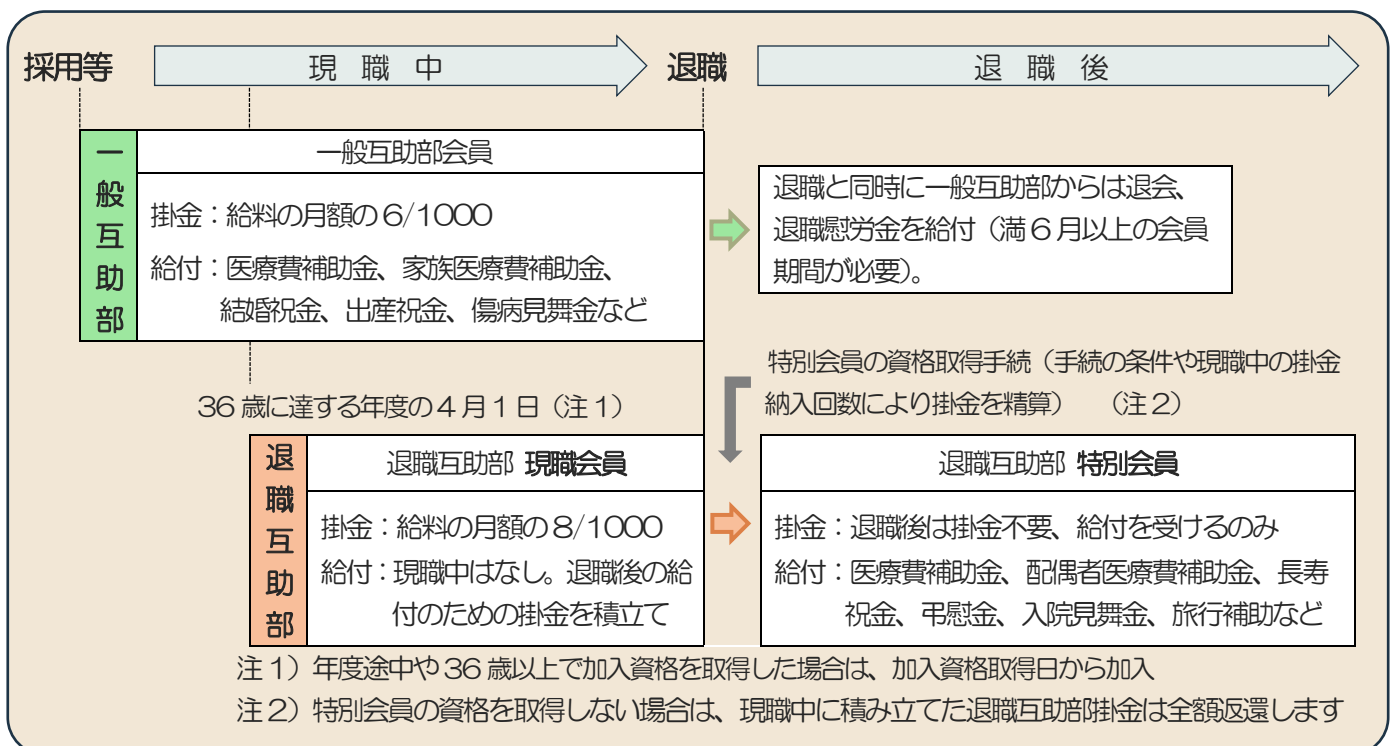 採用等
現 職 中
退職
退 職 後
一般互助部
一般互助部会員
掛金：給料の月額の６/1000
給付：医療費補助金、家族医療費補助金、
結婚祝金、出産祝金、傷病見舞金など
退職と同時に一般互助部からは退会、
退職慰労金を給付（満６月以上の会員
期間が必要）。
36 歳に達する年度の４月１日（注１）
特別会員の資格取得手続（手続の条件や現職中の掛金
納入回数により掛金を精算）　（注２）
退職互助部
退職互助部 現職会員
掛金：給料の月額の８/1000
給付：現職中はなし。退職後の給
付のための掛金を積立て
退職互助部 特別会員
掛金：退職後は掛金不要、給付を受けるのみ
給付：医療費補助金、配偶者医療費補助金、長寿
祝金、弔慰金、入院見舞金、旅行補助など
注１）年度途中や 36 歳以上で加入資格を取得した場合は、加入資格取得日から加入
注２）特別会員の資格を取得しない場合は、現職中に積み立てた退職互助部掛金は全額返還します